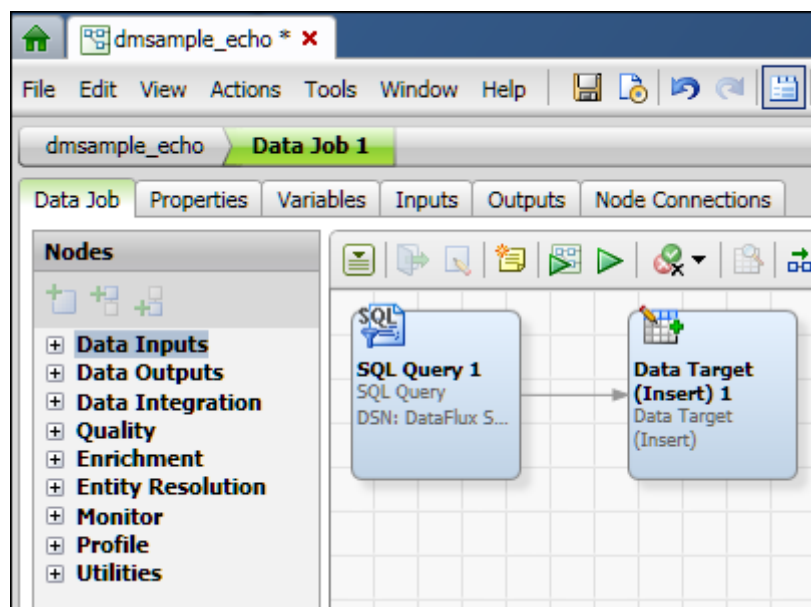 dmsample_echo *
File Edit View Actions Tools Window Help
dmsample_echo Data Job 1
Data Job Properties Variables Inputs Outputs Node Connections
Nodes
Data Inputs
Data Outputs
Data Integration
Quality
Enrichment
Entity Resolution
Monitor
Profile
Utilities
SQL
SQL Query 1
SQL Query
DSN: DataFlux S...
Data Target
(Insert) 1
Data Target
(Insert)